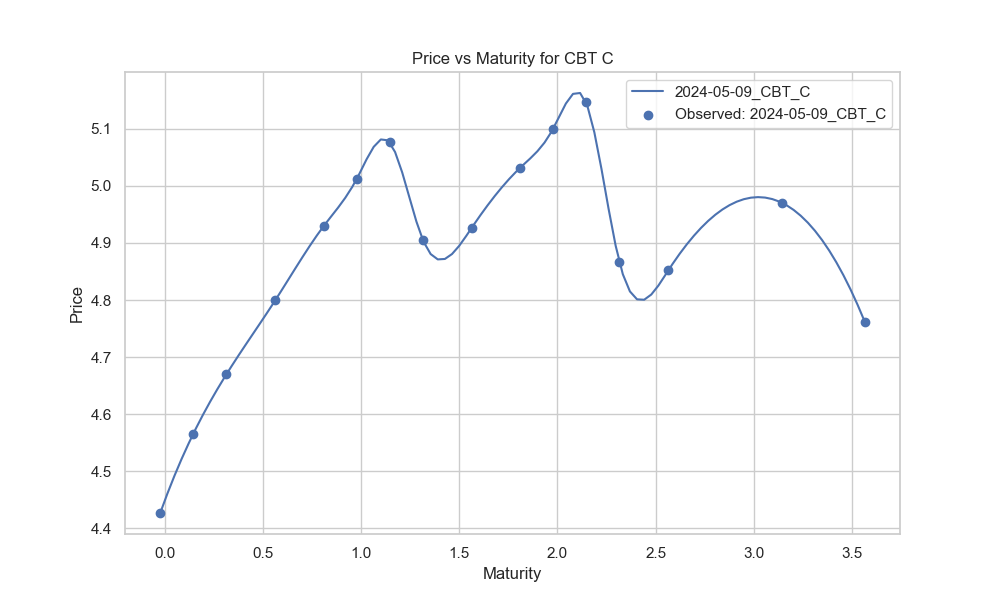 Price vs Maturity for CBT C
2024-05-09_CBT_C
Observed: 2024-05-09_CBT_C
Price
5.1
5.0
4.9
4.8
4.7
4.6
4.5
4.4
0.0 0.5 1.0 1.5 2.0 2.5 3.0 3.5
Maturity